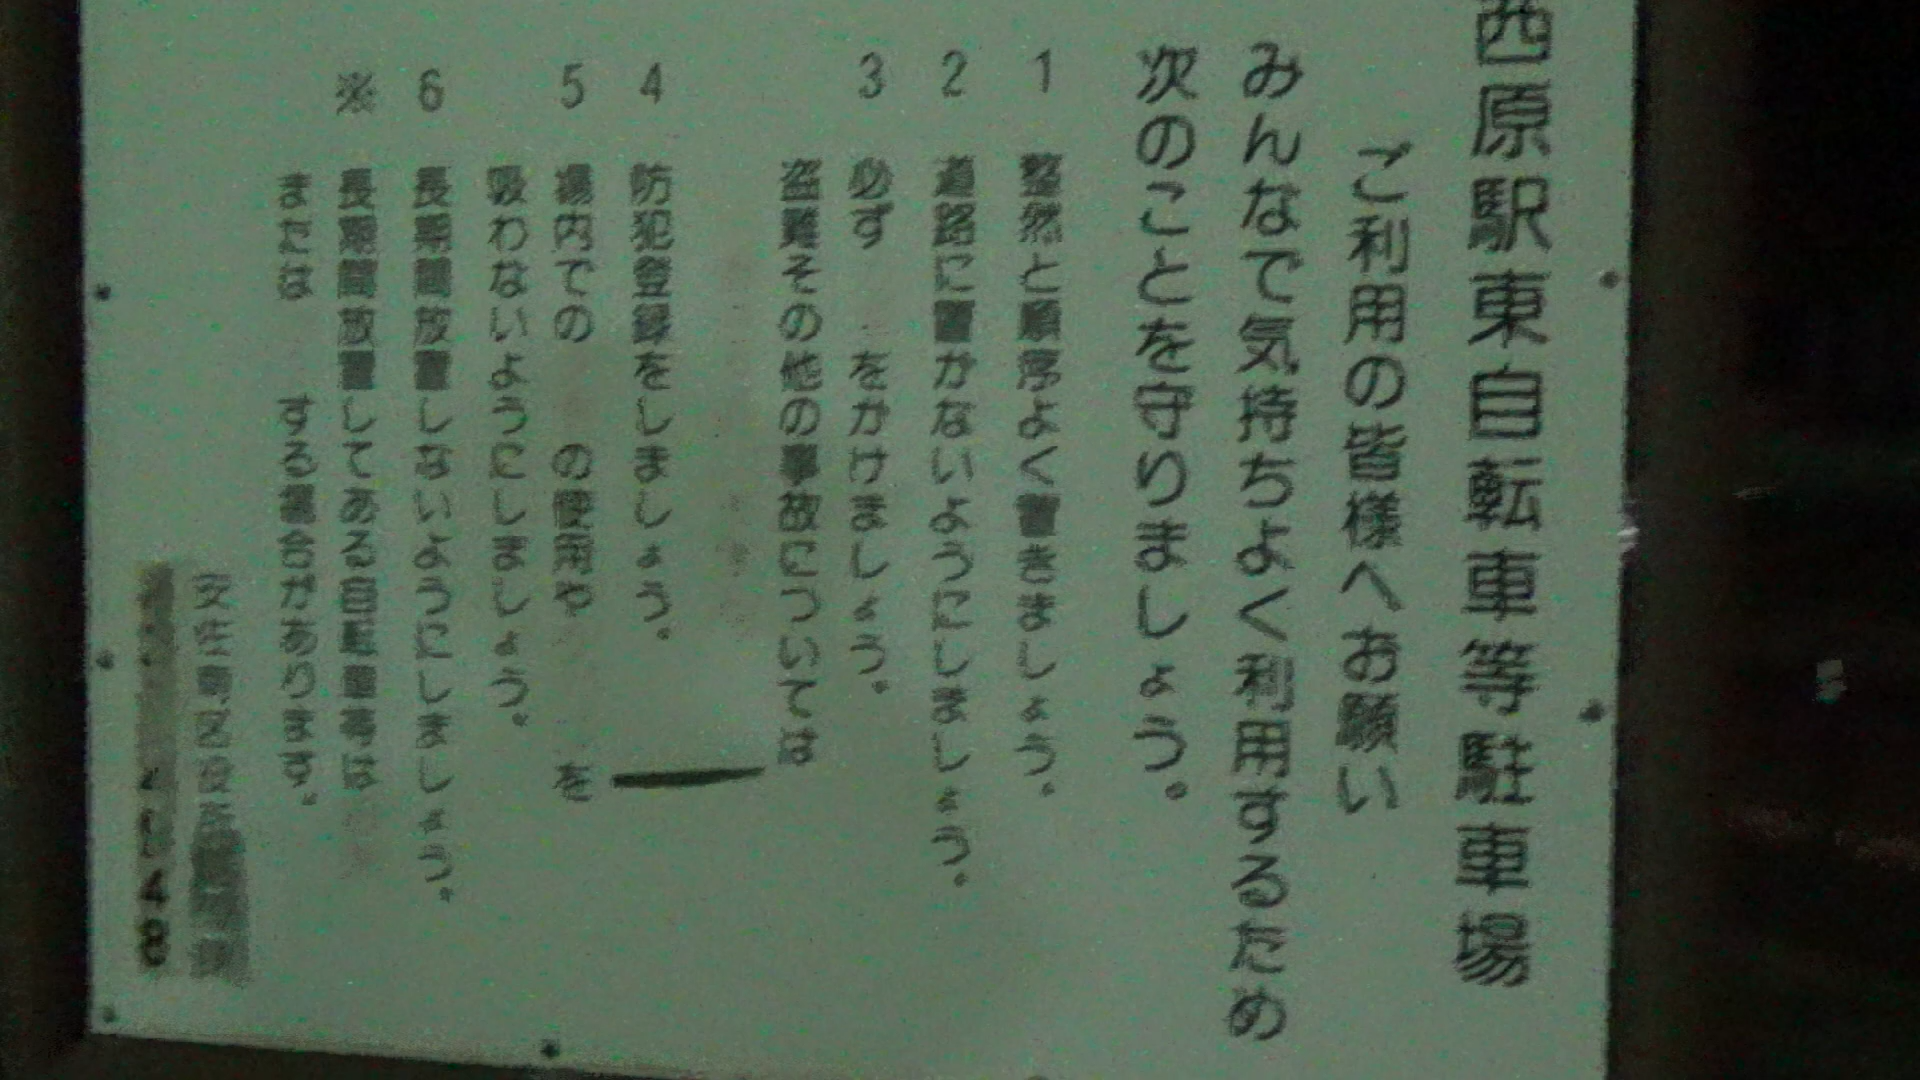 西原駅東自転車等駐車場
ご利用の皆様へお願い
みんなで気持ちよく利用するため
次のことを守りましょう。
1 整然と順序よく置きましょう。
2 道路に置かないようにしましょう。
3 必ず をかけましょう。
盗難その他の事故については
4 防犯登録をしましょう。
5 場内での の使用や を
吸わないようにしましょう。
6 長期間放置しないようにしましょう。
※ 長期間放置してある自転車等は
または する場合があります。